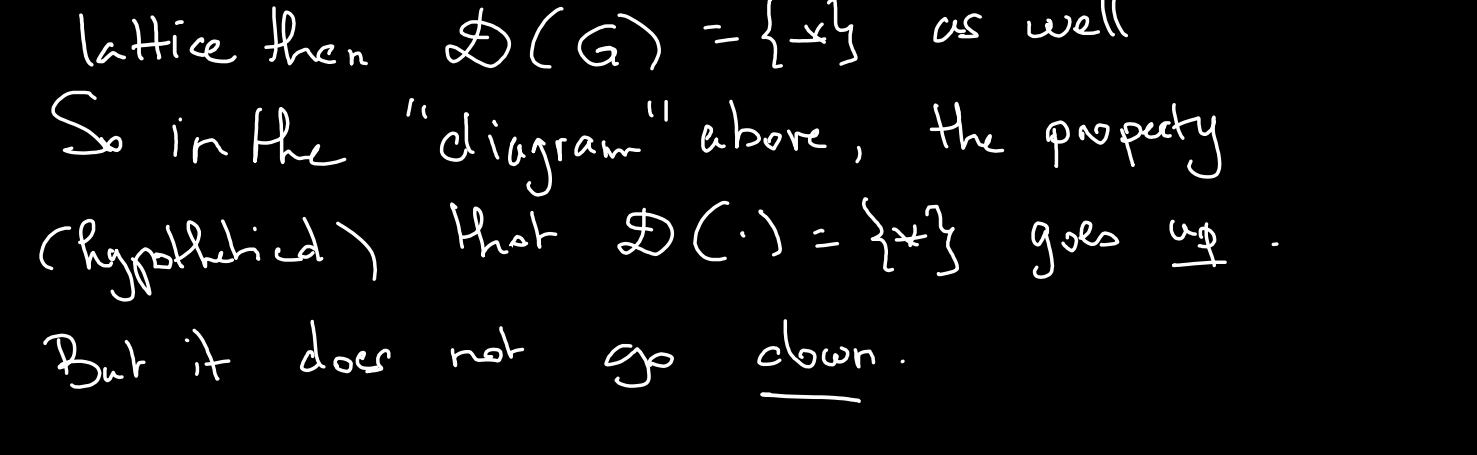 lattice then 𝒟(G) = {*} as well
So in the "diagram" above, the property
(hypothetical) that 𝒟(·) = {*} goes up.
But it does not go down.